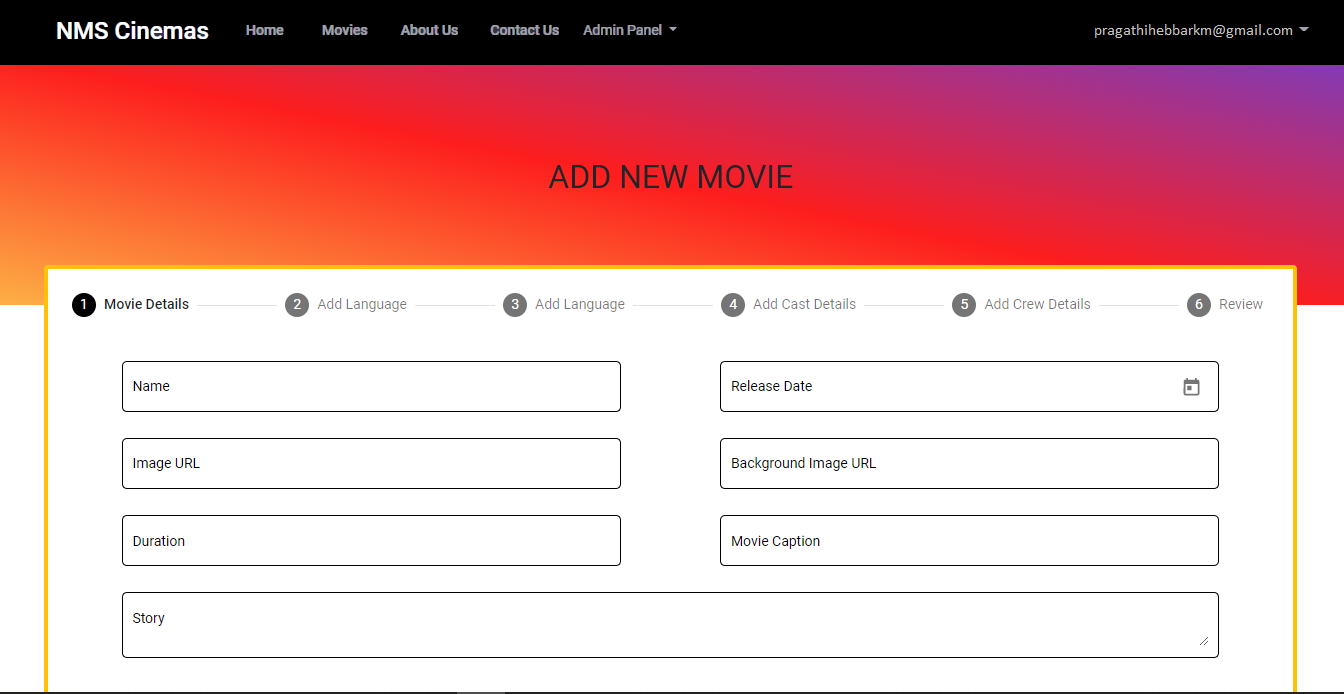 NMS Cinemas Home Movies About Us Contact Us Admin Panel pragathihebbarkm@gmail.com
ADD NEW MOVIE
1 Movie Details 2 Add Language 3 Add Language 4 Add Cast Details 5 Add Crew Details 6 Review
Name Release Date
Image URL Background Image URL
Duration Movie Caption
Story